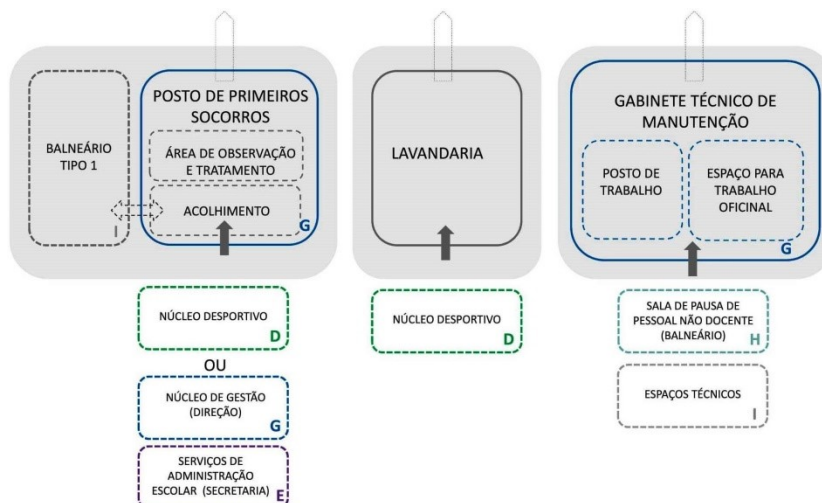 POSTO DE PRIMEIROS
SOCORROS
BALNEÁRIO
TIPO 1
ÁREA DE OBSERVAÇÃO
E TRATAMENTO
ACOLHIMENTO
I
G
LAVANDARIA
GABINETE TÉCNICO DE
MANUTENÇÃO
POSTO DE
TRABALHO
ESPAÇO PARA
TRABALHO
OFICINAL
G
NÚCLEO DESPORTIVO
D
OU
NÚCLEO DE GESTÃO
(DIREÇÃO)
G
SERVIÇOS DE
ADMINISTRAÇÃO
ESCOLAR (SECRETARIA)
E
NÚCLEO DESPORTIVO
D
SALA DE PAUSA DE
PESSOAL NÃO DOCENTE
(BALNEÁRIO)
H
ESPAÇOS TÉCNICOS
I